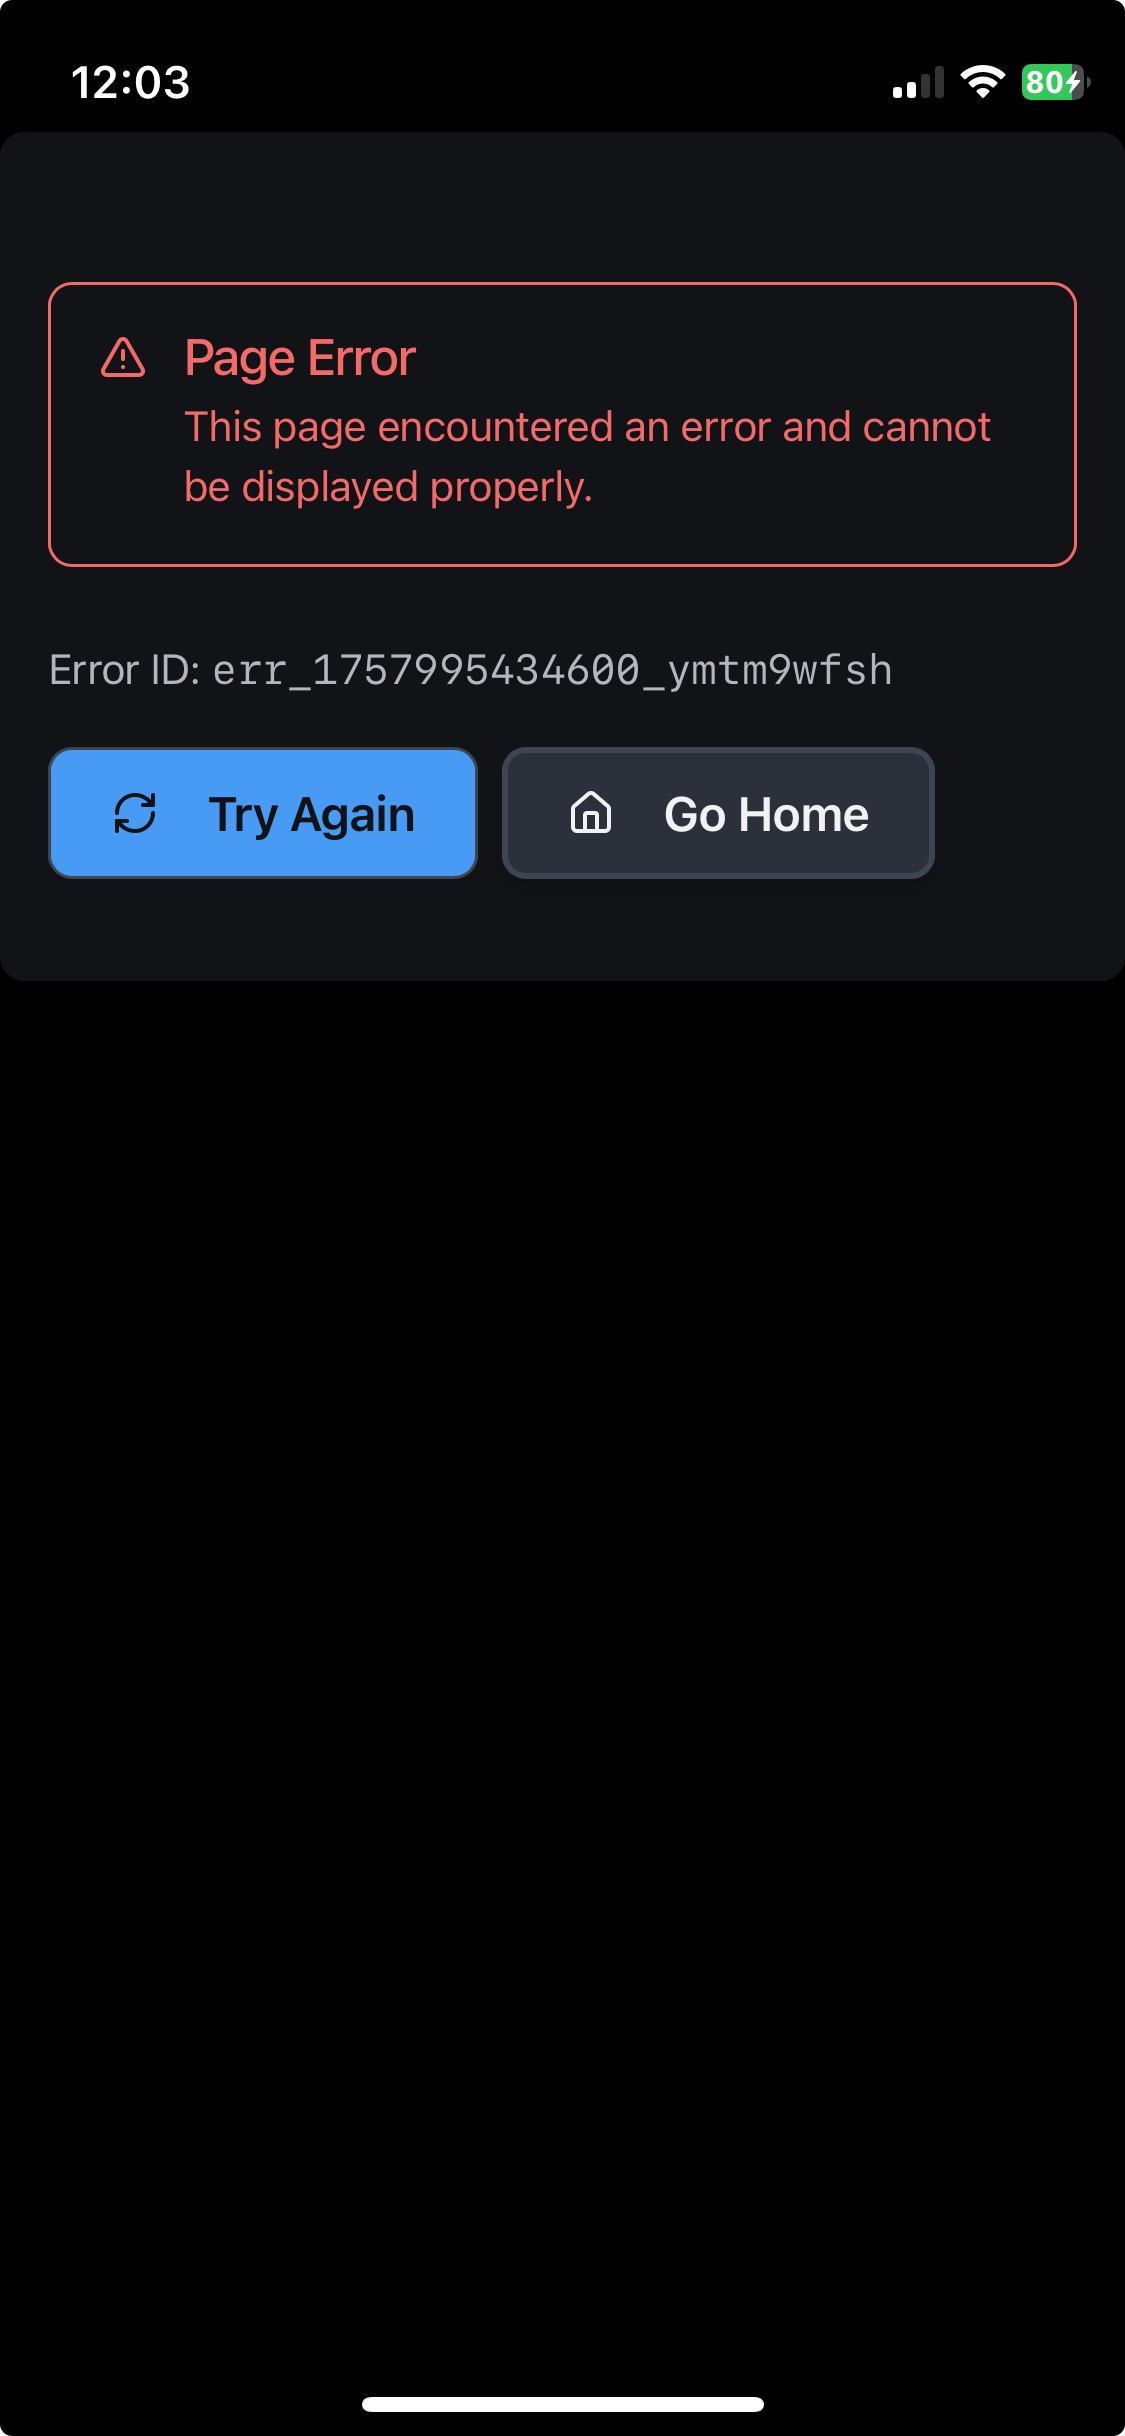 12:03
80
Page Error
This page encountered an error and cannot
be displayed properly.
Error ID: err_1757995434600_ymtm9wfsh
Try Again
Go Home